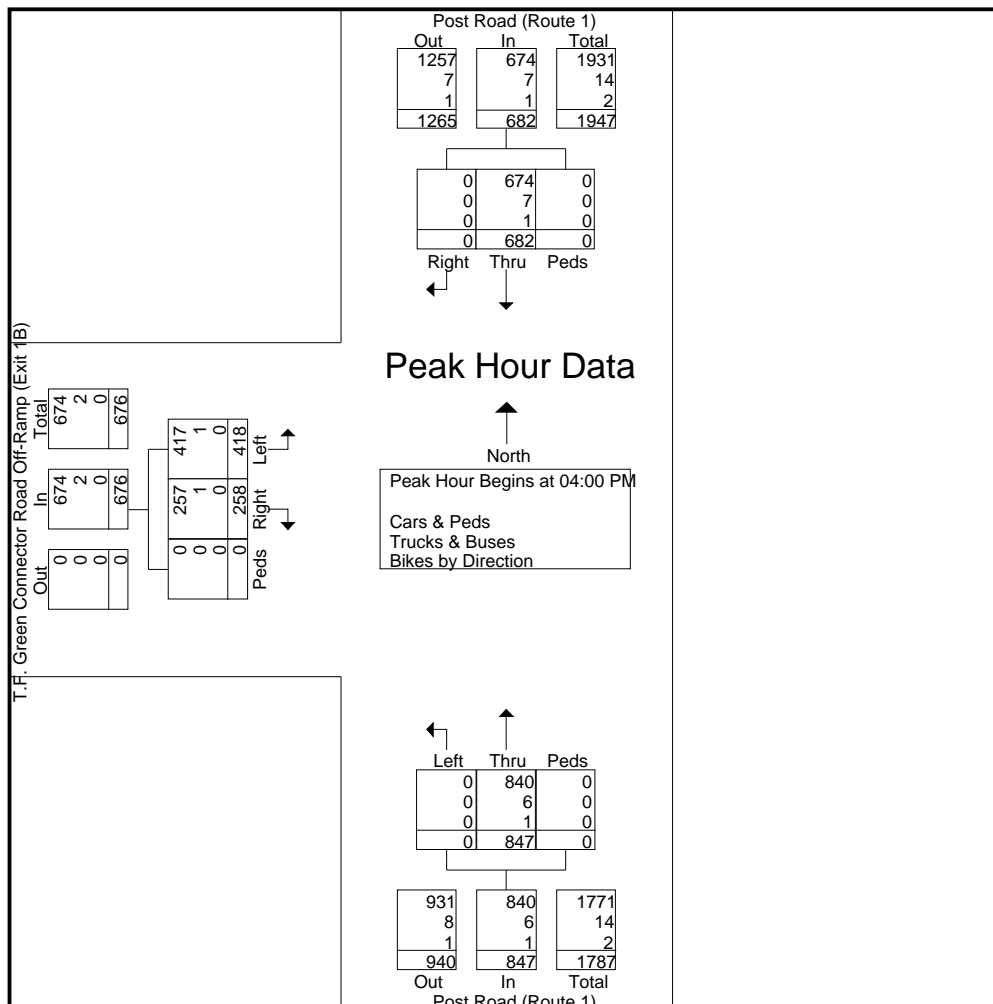 Post Road (Route 1)
Out In Total
1257 674 1931
7 7 14
1 1 2
1265 682 1947
0 674 0
0 7 0
0 1 0
0 682 0
Right Thru Peds
Peak Hour Data
North
Peak Hour Begins at 04:00 PM
Cars & Peds
Trucks & Buses
Bikes by Direction
T.F. Green Connector Road Off-Ramp (Exit 1B)
Out In Total
0 674 674
0 2 2
0 0 0
0 676 676
0 257 417
0 1 1
0 0 0
0 258 418
Peds Right Left
Left Thru Peds
0 840 0
0 6 0
0 1 0
0 847 0
931 840 1771
8 6 14
1 1 2
940 847 1787
Out In Total
Post Road (Route 1)